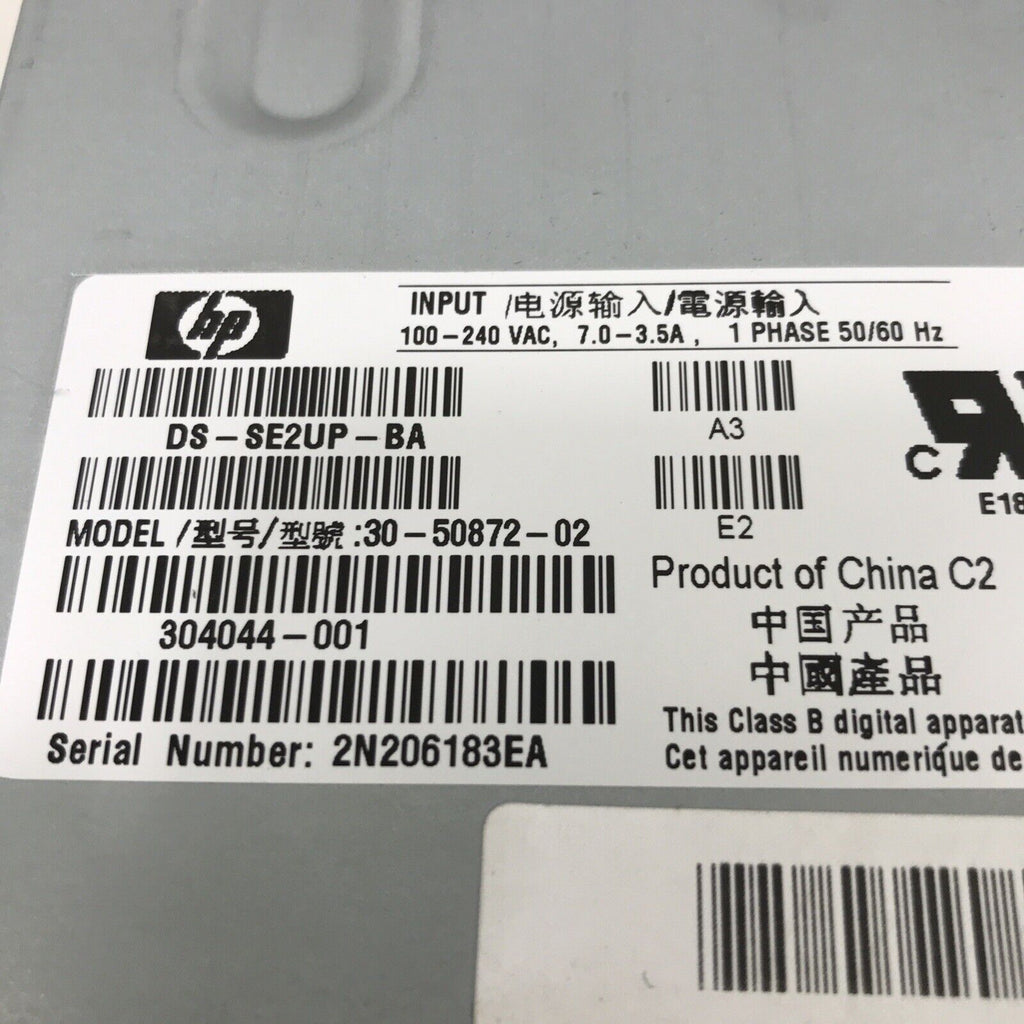 hp
INPUT /电源输入/電源輸入
100-240 VAC, 7.0-3.5A , 1 PHASE 50/60 Hz
DS-SE2UP-BA
A3
MODEL /型号/型號:30-50872-02
E2
304044-001
Product of China C2
中国产品
中國產品
Serial Number: 2N206183EA
C
E18
This Class B digital
Cet appareil numérique de